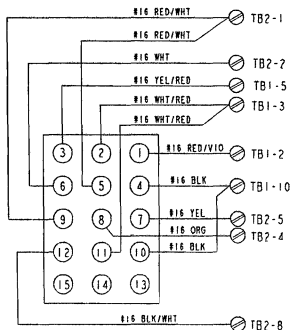 #16 RED/WHT
TB2-1
#16 RED/WHT
#16 WHT
TB2-2
#16 YEL/RED
TB1-5
#16 WHT/RED
TB1-3
#16 WHT/RED
3 2 1
#16 RED/VIO
TB1-2
6 5 4
#16 BLK
TB1-10
9 8 7
#16 YEL
TB2-5
#16 ORG
TB2-4
12 11 10
#16 BLK
15 14 13
#16 BLK/WHT
TB2-8